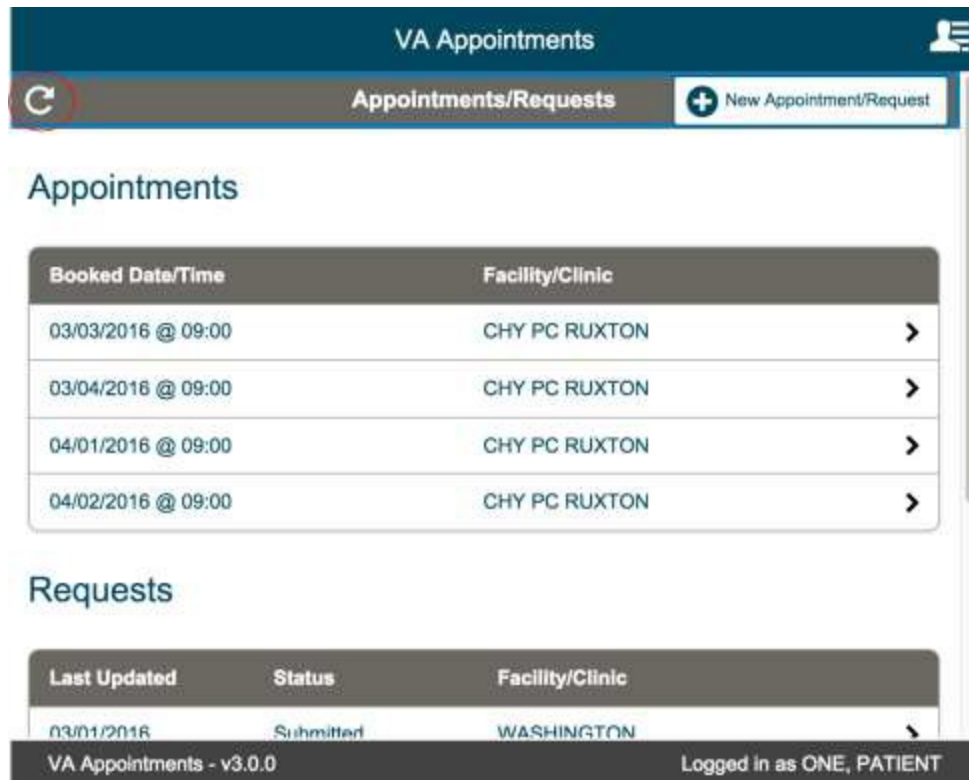 VA Appointments
Appointments/Requests New Appointment/Request
Appointments
Booked Date/Time Facility/Clinic
03/03/2016 @ 09:00 CHY PC RUXTON
03/04/2016 @ 09:00 CHY PC RUXTON
04/01/2016 @ 09:00 CHY PC RUXTON
04/02/2016 @ 09:00 CHY PC RUXTON
Requests
Last Updated Status Facility/Clinic
03/01/2016 Submitted WASHINGTON
VA Appointments - v3.0.0 Logged in as ONE, PATIENT